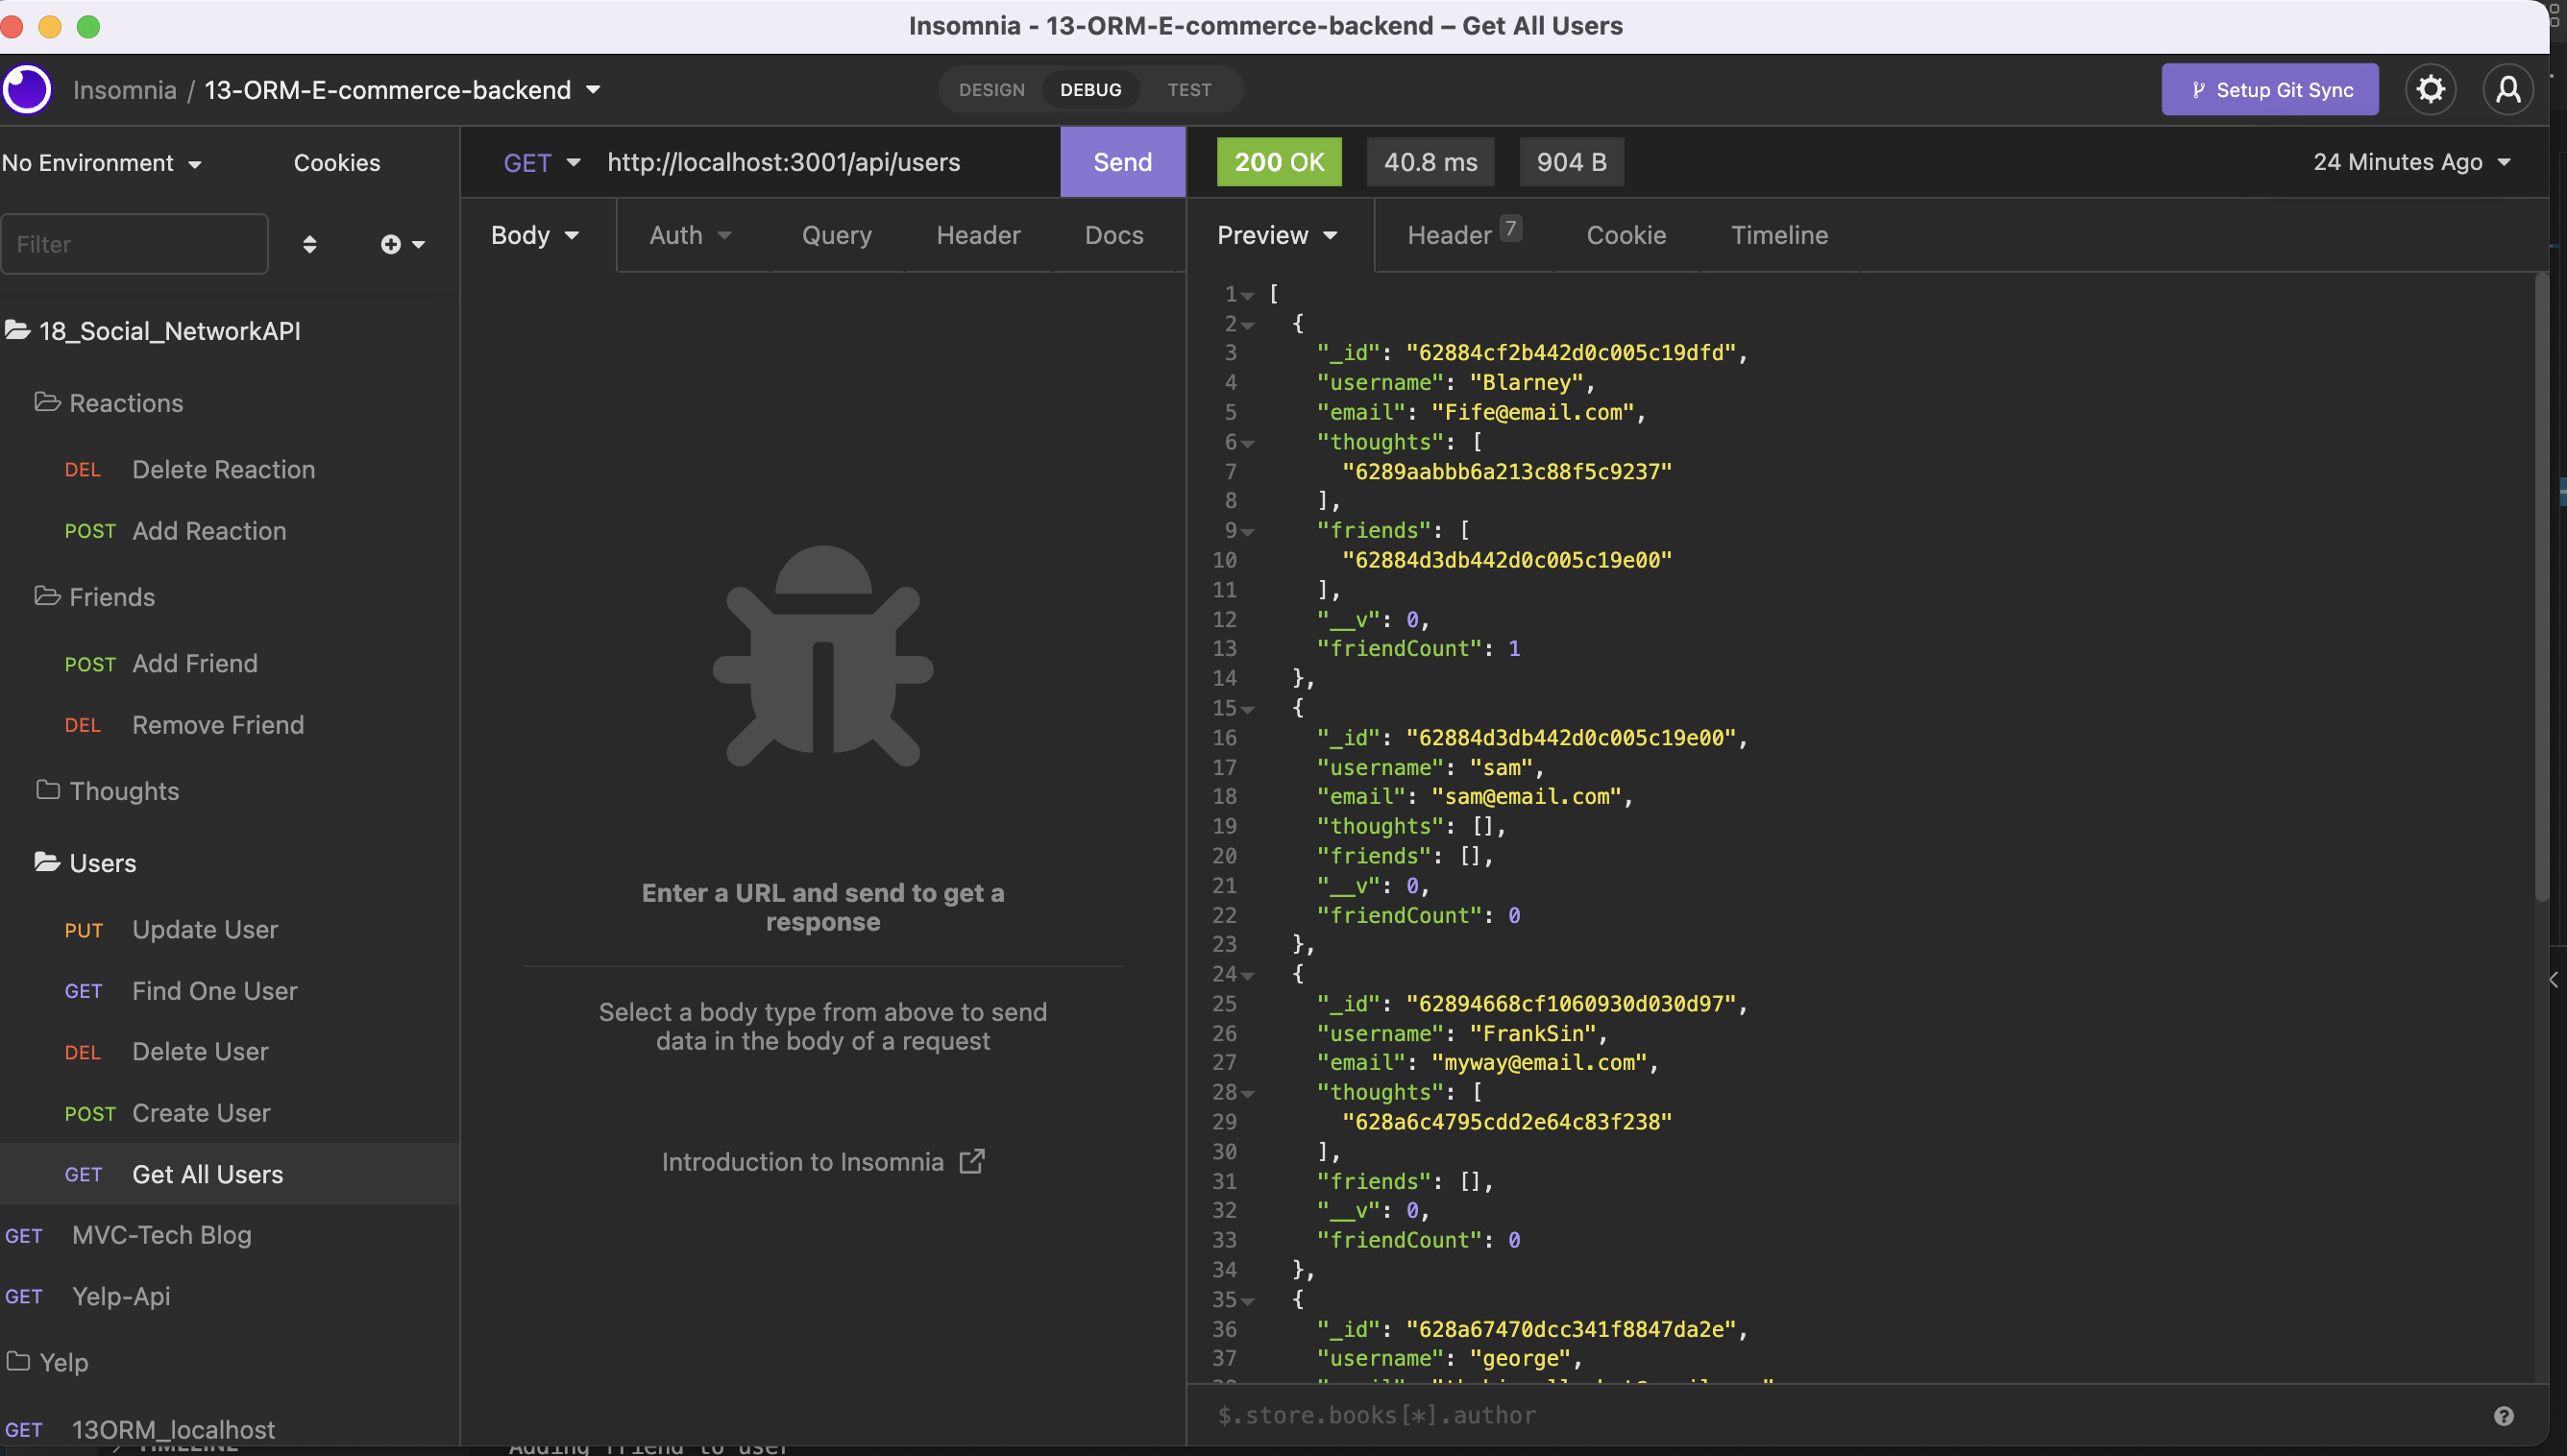 Insomnia - 13-ORM-E-commerce-backend – Get All Users
Insomnia / 13-ORM-E-commerce-backend
DESIGN DEBUG TEST
Setup Git Sync
No Environment Cookies
GET http://localhost:3001/api/users Send
200 OK 40.8 ms 904 B 24 Minutes Ago
Filter
Body Auth Query Header Docs
Preview Header 7 Cookie Timeline
18_Social_NetworkAPI
Reactions
DEL Delete Reaction
POST Add Reaction
Friends
POST Add Friend
DEL Remove Friend
Thoughts
Users
PUT Update User
GET Find One User
DEL Delete User
POST Create User
GET Get All Users
GET MVC-Tech Blog
GET Yelp-Api
Yelp
GET 13ORM_localhost
TIMELINE
Enter a URL and send to get a
response
Select a body type from above to send
data in the body of a request
Introduction to Insomnia
Adding friend to user
1 [
2 {
3 "_id": "62884cf2b442d0c005c19dfd",
4 "username": "Blarney",
5 "email": "Fife@email.com",
6 "thoughts": [
7 "6289aabbb6a213c88f5c9237"
8 ],
9 "friends": [
10 "62884d3db442d0c005c19e00"
11 ],
12 "__v": 0,
13 "friendCount": 1
14 },
15 {
16 "_id": "62884d3db442d0c005c19e00",
17 "username": "sam",
18 "email": "sam@email.com",
19 "thoughts": [],
20 "friends": [],
21 "__v": 0,
22 "friendCount": 0
23 },
24 {
25 "_id": "62894668cf1060930d030d97",
26 "username": "FrankSin",
27 "email": "myway@email.com",
28 "thoughts": [
29 "628a6c4795cdd2e64c83f238"
30 ],
31 "friends": [],
32 "__v": 0,
33 "friendCount": 0
34 },
35 {
36 "_id": "628a67470dcc341f8847da2e",
37 "username": "george",
$.store.books[*].author